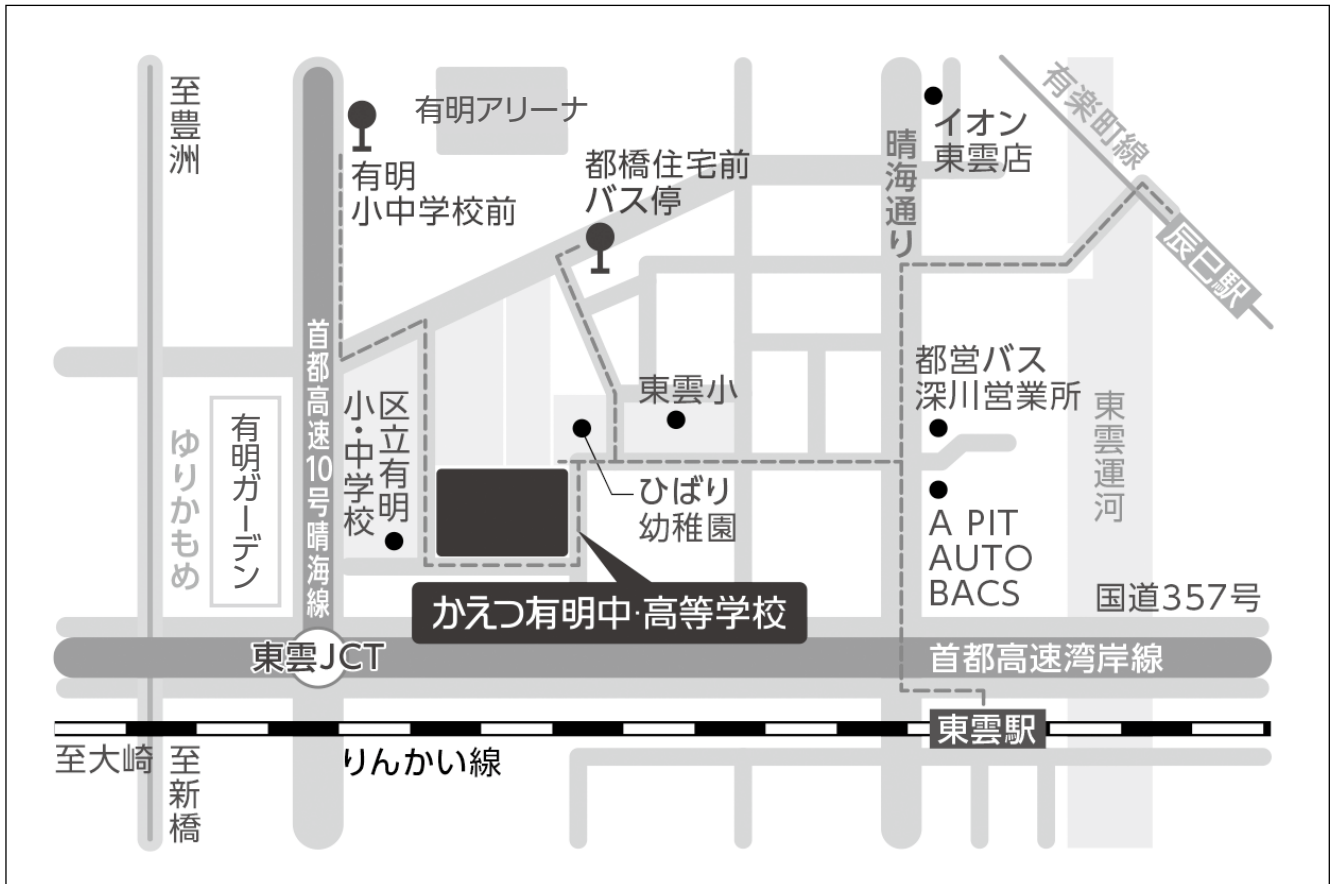 至豊洲
有明アリーナ
有明
小中学校前
都橋住宅前
バス停
イオン
東雲店
有楽町線
晴海通り
辰巳駅
首都高速10号晴海線
区立有明
小・中学校
有明ガーデン
ゆりかもめ
東雲小
ひばり
幼稚園
都営バス
深川営業所
東雲運河
A PIT
AUTO
BACS
かえつ有明中・高等学校
国道357号
東雲JCT
首都高速湾岸線
東雲駅
至大崎
至新橋
りんかい線